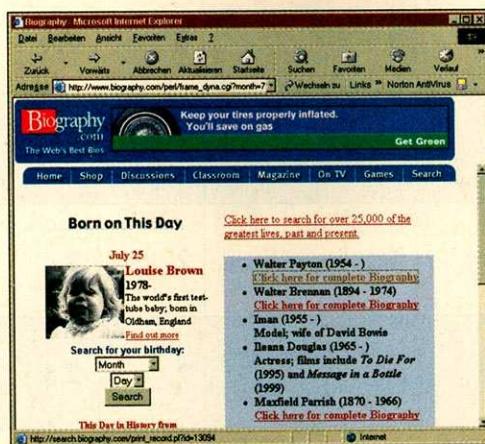 Biography - Microsoft Internet Explorer
Datei Bearbeiten Ansicht Favoriten Extras ?
Zurück Vorwärts Abbrechen Aktualisieren Startseite Suchen Favoriten Medien Verlauf
Adresse http://www.biography.com/perl/frame_dyna.cgi?month=7 Wechseln zu Links » Norton AntiVirus
Biography
.com
The Web's Best Bios
Keep your tires properly inflated.
You'll save on gas
Get Green
Home Shop Discussions Classroom Magazine On TV Games Search
Born on This Day
July 25
Louise Brown
1978-
The world's first test-
tube baby; born in
Oldham, England
Find out more
Search for your birthday:
Month
Day
Search
This Day in History from
Click here to search for over 25,000 of the
greatest lives, past and present.
Walter Payton (1954 - )
Click here for complete Biography
Walter Brennan (1894 - 1974)
Click here for complete Biography
Iman (1955 - )
Model; wife of David Bowie
Ileana Douglas (1965 - )
Actress; films include To Die For
(1995) and Message in a Bottle
(1999)
Maxfield Parrish (1870 - 1966)
Click here for complete Biography
http://search.biography.com/print_record.pl?id=13094 Internet